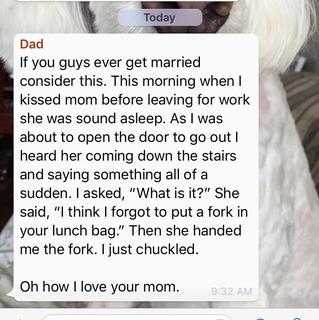 Today
Dad
If you guys ever get married
consider this. This morning when I
kissed mom before leaving for work
she was sound asleep. As I was
about to open the door to go out I
heard her coming down the stairs
and saying something all of a
sudden. I asked, “What is it?” She
said, “I think I forgot to put a fork in
your lunch bag.” Then she handed
me the fork. I just chuckled.
Oh how I love your mom.
9:32 AM